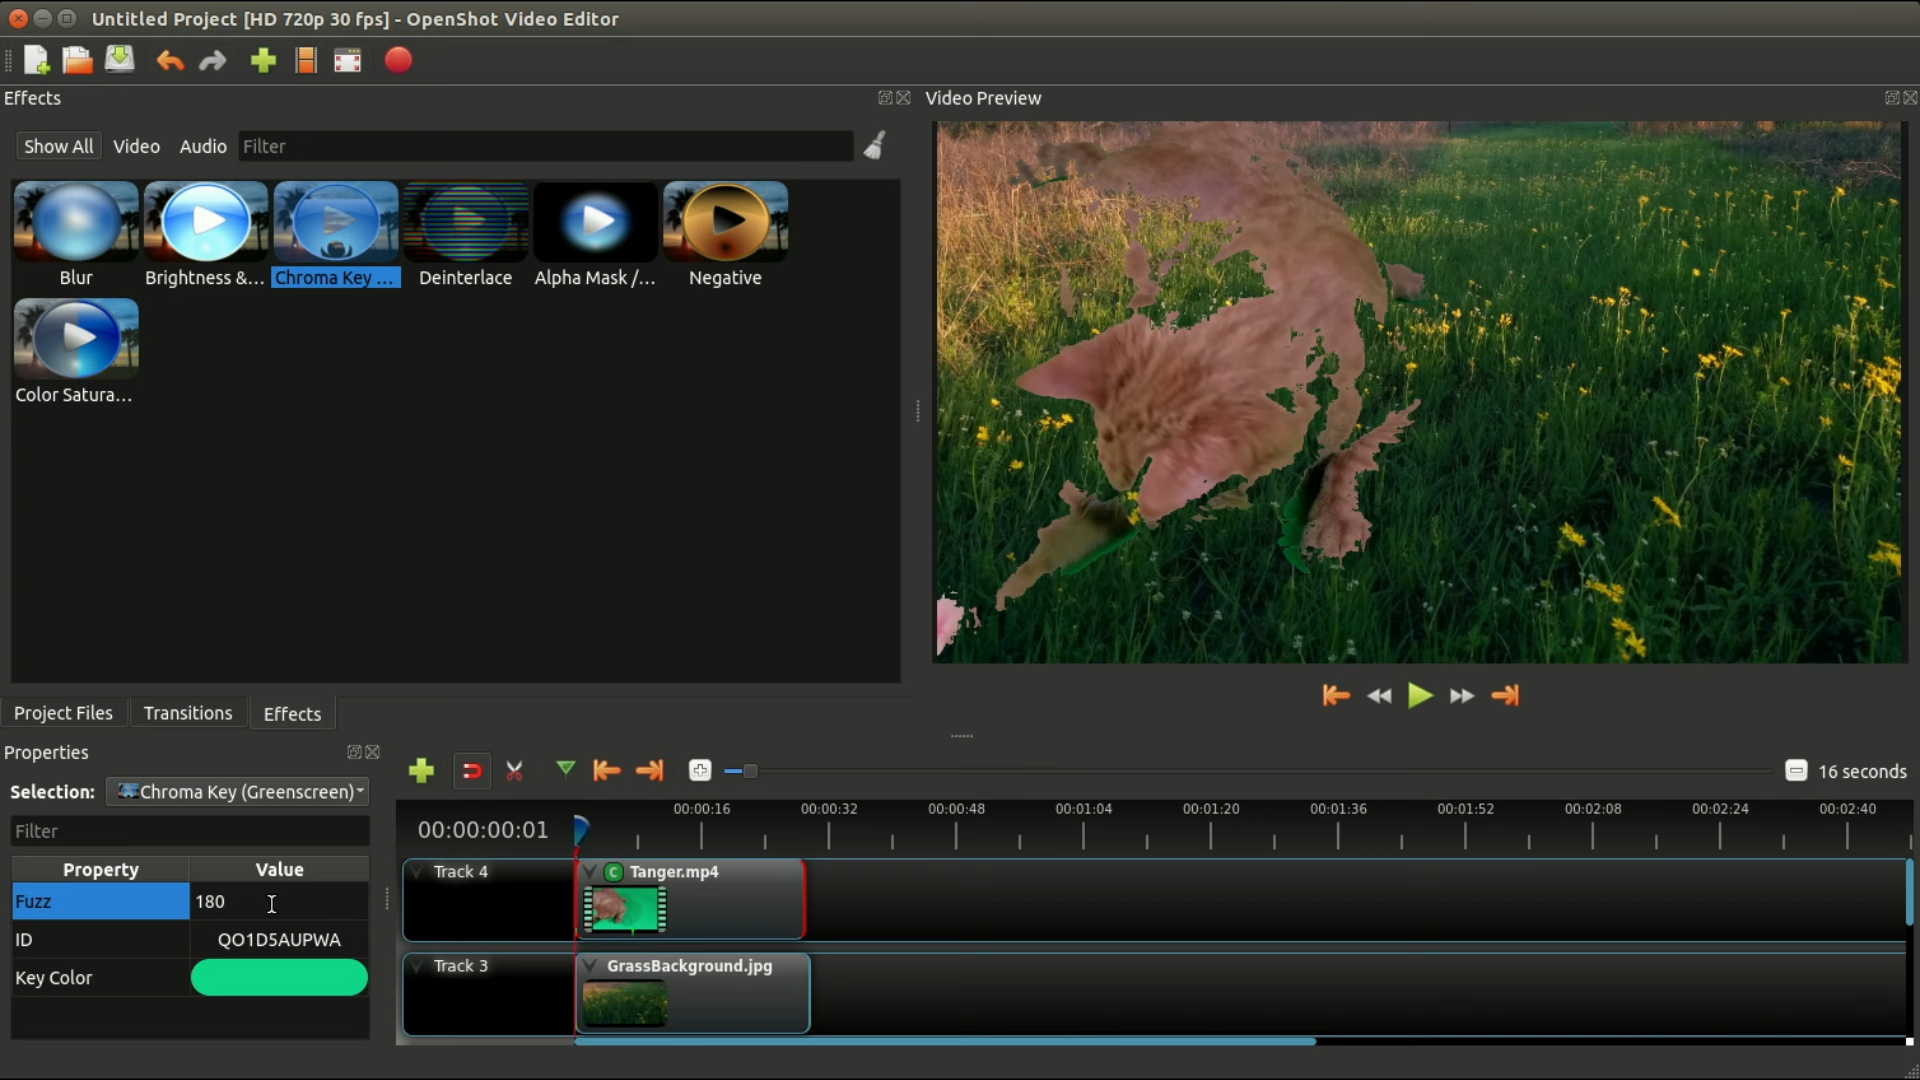 Untitled Project [HD 720p 30 fps] - OpenShot Video Editor
Effects
Video Preview
Show All
Video
Audio
Filter
Blur
Brightness &...
Chroma Key ...
Deinterlace
Alpha Mask /...
Negative
Color Satura...
Project Files
Transitions
Effects
Properties
Selection:
Chroma Key (Greenscreen)
Filter
Property
Value
Fuzz
180
ID
QO1D5AUPWA
Key Color
16 seconds
00:00:00:01
00:00:16
00:00:32
00:00:48
00:01:04
00:01:20
00:01:36
00:01:52
00:02:08
00:02:24
00:02:40
Track 4
C
Tanger.mp4
Track 3
GrassBackground.jpg